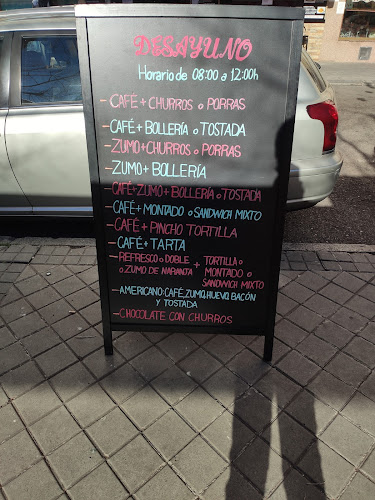 DESAYUNO
Horario de 08:00 a 12:00h
-CAFÉ+CHURROS o PORRAS
-CAFÉ+BOLLERÍA o TOSTADA
-ZUMO+CHURROS o PORRAS
-ZUMO+BOLLERÍA
-CAFÉ+ZUMO+BOLLERÍA o TOSTADA
-CAFÉ+MONTADO o SANDWICH MIXTO
-CAFÉ+PINCHO TORTILLA
-CAFÉ+TARTA
-REFRESCO o DOBLE o ZUMO DE NARANJA + TORTILLA o MONTADO o SANDWICH MIXTO
-AMERICANO:CAFÉ,ZUMO,HUEVO,BACÓN
Y TOSTADA
-CHOCOLATE CON CHURROS